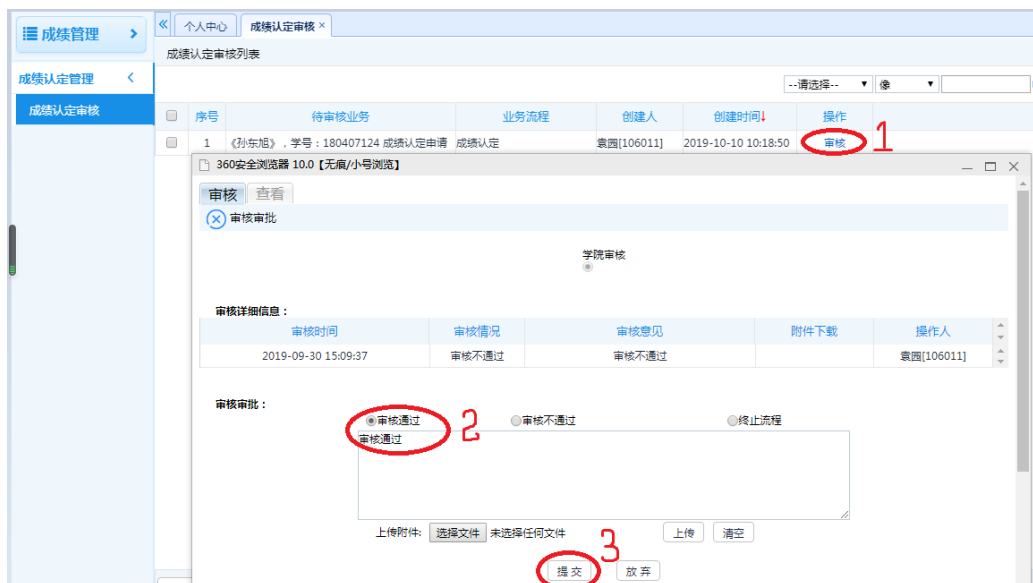 成绩管理
成绩认定管理
成绩认定审核
个人中心 成绩认定审核 ×
成绩认定审核列表
--请选择-- 像
序号 待审核业务 业务流程 创建人 创建时间↓ 操作
1 《孙东旭》，学号：180407124 成绩认定申请 成绩认定 袁园[106011] 2019-10-10 10:18:50 审核 1
360安全浏览器 10.0【无痕/小号浏览】
审核 查看
审核审批
学院审核
审核详细信息：
审核时间 审核情况 审核意见 附件下载 操作人
2019-09-30 15:09:37 审核不通过 审核不通过 袁园[106011]
审核审批：
审核通过 2 审核不通过 终止流程
审核通过
上传附件: 选择文件 未选择任何文件 上传 清空
3
提交 放弃